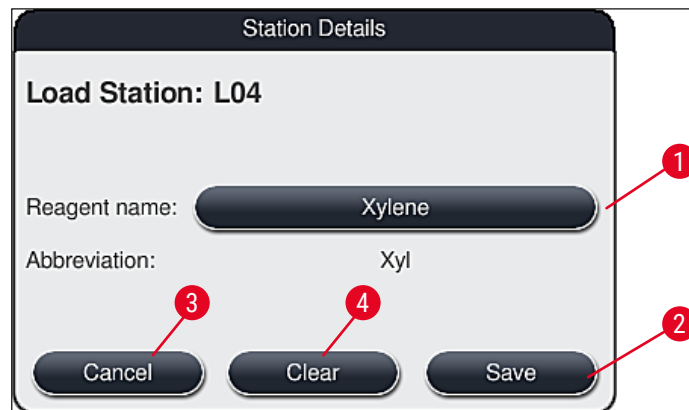 Station Details
Load Station: L04
1
Reagent name: Xylene
Abbreviation: Xyl
3 4
2
Cancel Clear Save